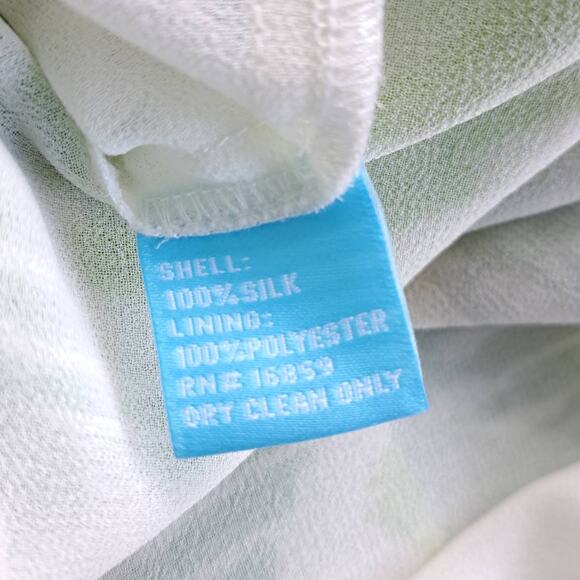 SHELL:
100%SILK
LINING:
100%POLYESTER
RN# 16859
DRY CLEAN ONLY